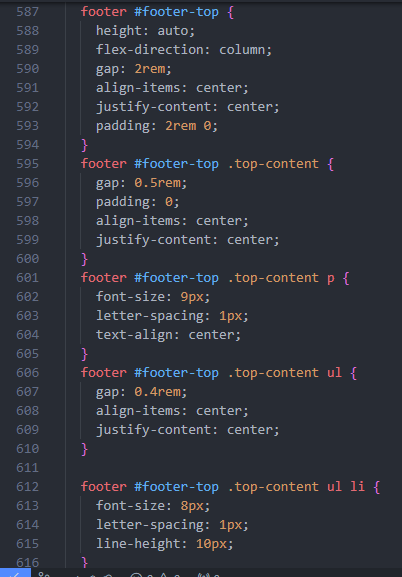 587 footer #footer-top {
588 height: auto;
589 flex-direction: column;
590 gap: 2rem;
591 align-items: center;
592 justify-content: center;
593 padding: 2rem 0;
594 }
595 footer #footer-top .top-content {
596 gap: 0.5rem;
597 padding: 0;
598 align-items: center;
599 justify-content: center;
600 }
601 footer #footer-top .top-content p {
602 font-size: 9px;
603 letter-spacing: 1px;
604 text-align: center;
605 }
606 footer #footer-top .top-content ul {
607 gap: 0.4rem;
608 align-items: center;
609 justify-content: center;
610 }
611
612 footer #footer-top .top-content ul li {
613 font-size: 8px;
614 letter-spacing: 1px;
615 line-height: 10px;
616 }